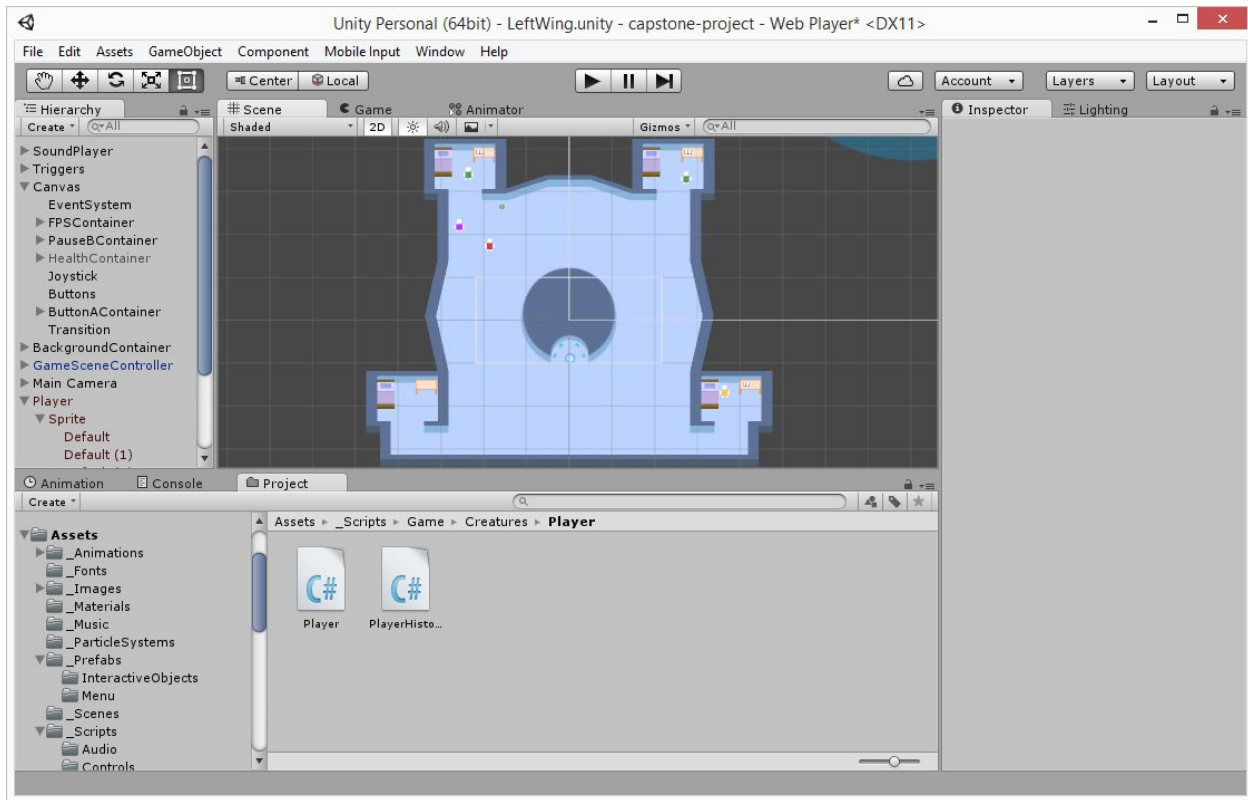 Unity Personal (64bit) - LeftWing.unity - capstone-project - Web Player* <DX11>
File Edit Assets GameObject Component Mobile Input Window Help
Center Local Account Layers Layout
Hierarchy
Create All
SoundPlayer
Triggers
Canvas
EventSystem
FPSContainer
PauseBContainer
HealthContainer
Joystick
Buttons
ButtonAContainer
Transition
BackgroundContainer
GameSceneController
Main Camera
Player
Sprite
Default
Default (1)
Scene Game Animator
Shaded 2D Gizmos All
Inspector Lighting
Animation Console Project
Create
Assets
_Animations
_Fonts
_Images
_Materials
_Music
_ParticleSystems
_Prefabs
InteractiveObjects
Menu
_Scenes
_Scripts
Audio
Controls
Assets _Scripts Game Creatures Player
C# C#
Player PlayerHisto...